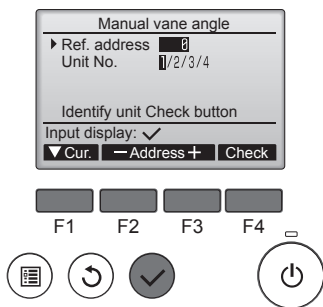 Manual vane angle
Ref. address 0
Unit No. 1/2/3/4
Identify unit Check button
Input display: ✓
▼Cur. −Address+ Check
F1 F2 F3 F4